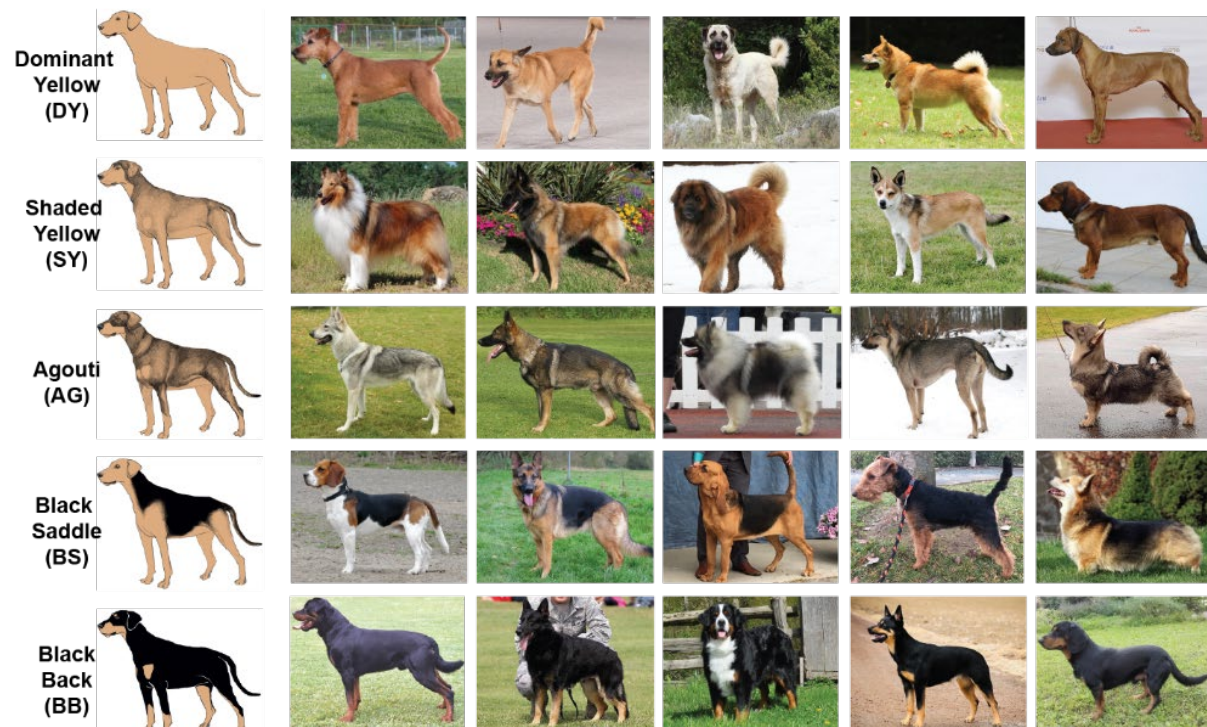 Dominant
Yellow
(DY)
Shaded
Yellow
(SY)
Agouti
(AG)
Black
Saddle
(BS)
Black
Back
(BB)